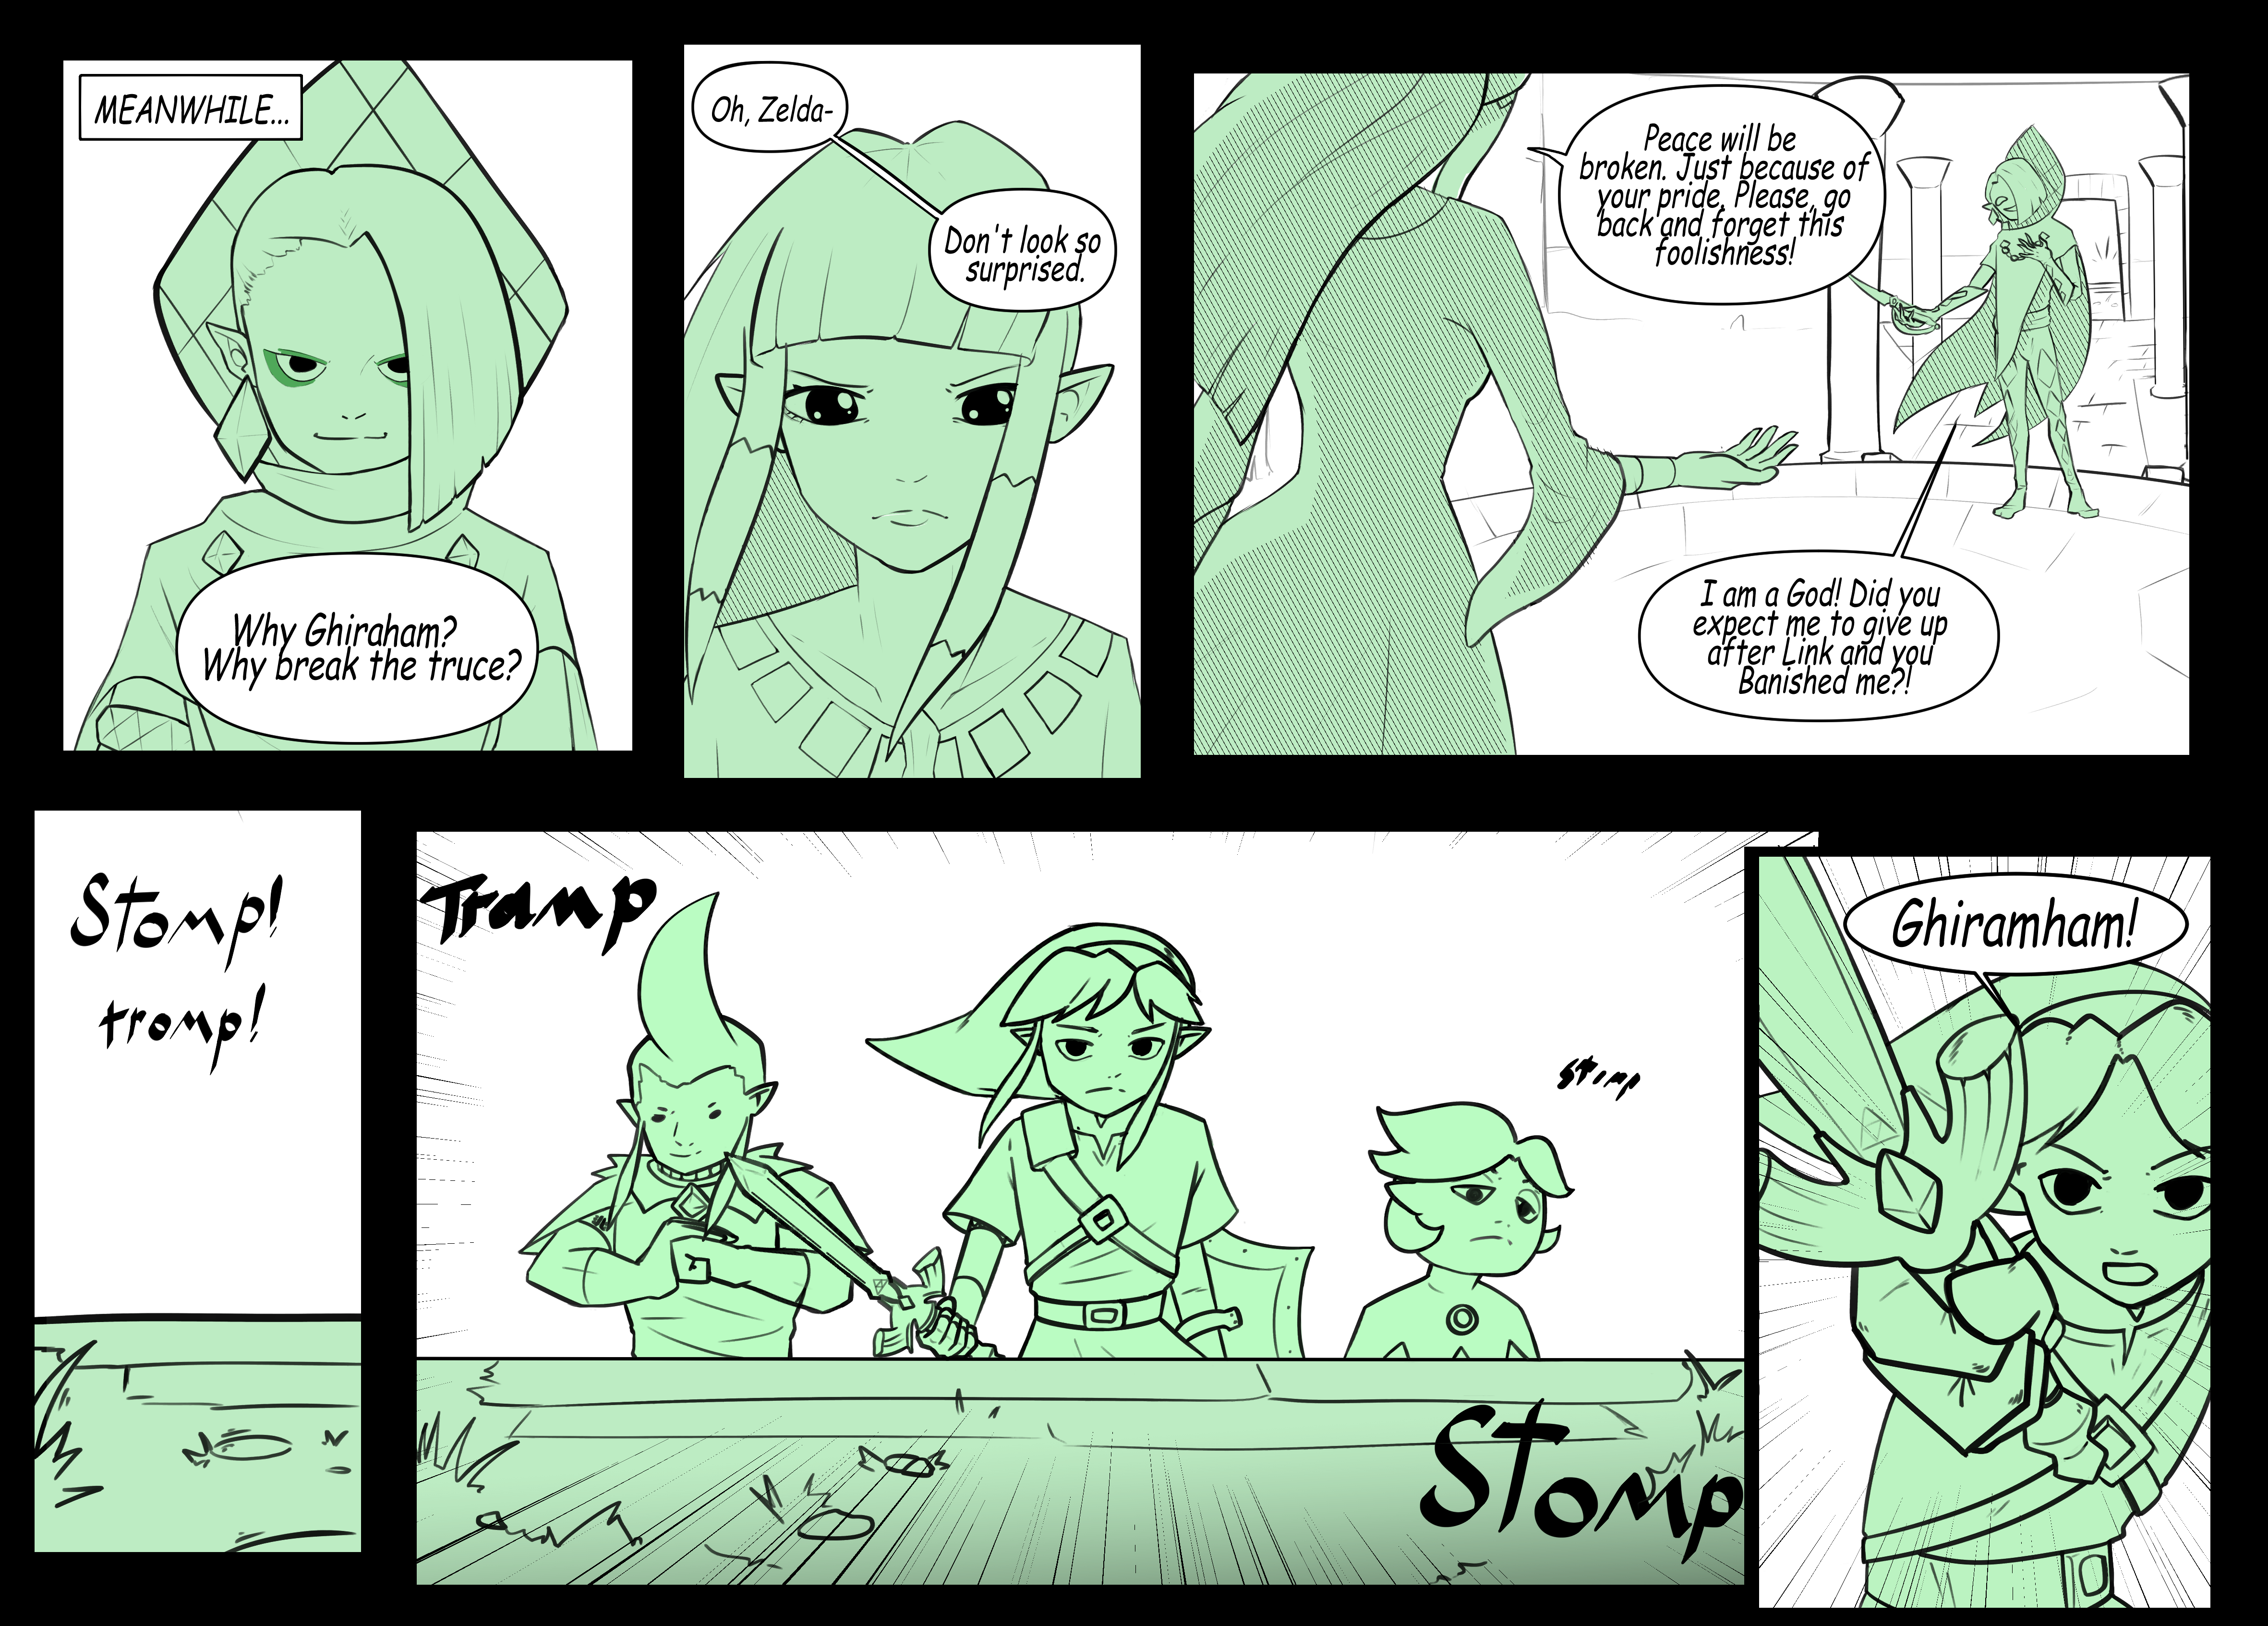 MEANWHILE...
Why Ghiraham?
Why break the truce?
Oh, Zelda-
Don't look so
surprised.
Peace will be
broken. Just because of
your pride. Please, go
back and forget this
foolishness!
I am a God! Did you
expect me to give up
after Link and you
Banished me?!
Stomp!
tromp!
Tramp
Stomp
Stomp
Ghiramham!